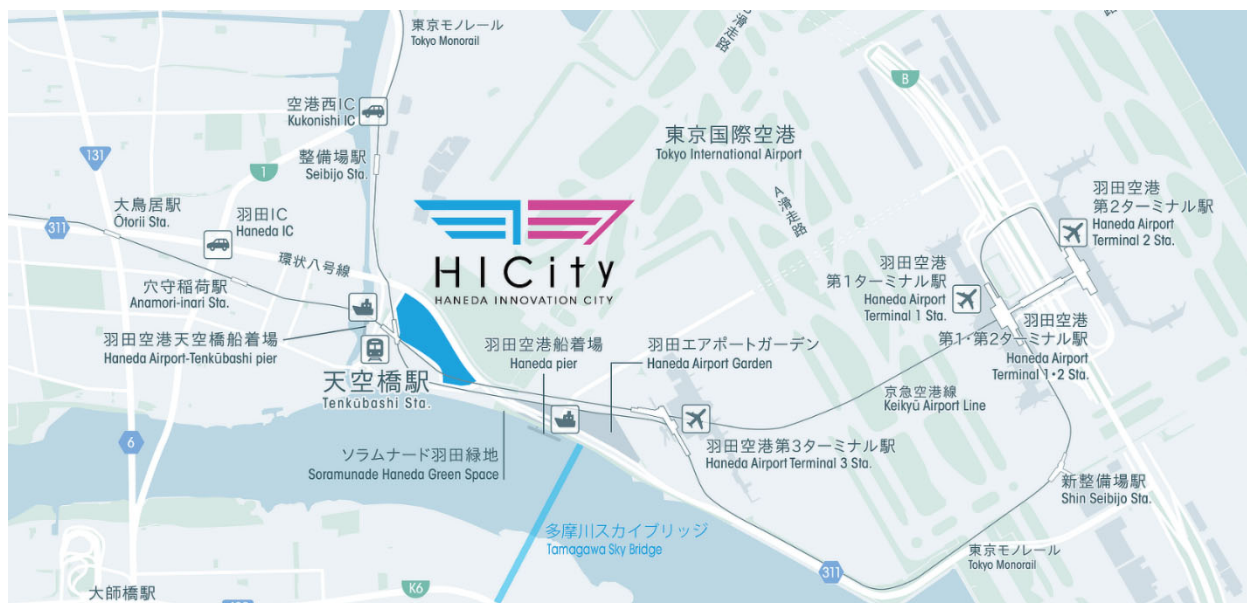 東京モノレール
Tokyo Monorail
滑走路
B
空港西IC
Kukonishi IC
東京国際空港
Tokyo International Airport
131
1
整備場駅
Seibijo Sta.
大鳥居駅
Ōtorii Sta.
311
羽田IC
Haneda IC
A滑走路
羽田空港
第2ターミナル駅
Haneda Airport
Terminal 2 Sta.
環状八号線
HICity
HANEDA INNOVATION CITY
羽田空港
第1ターミナル駅
Haneda Airport
Terminal 1 Sta.
穴守稲荷駅
Anamori-inari Sta.
羽田空港天空橋船着場
Haneda Airport-Tenkūbashi pier
羽田空港船着場
Haneda pier
羽田エアポートガーデン
Haneda Airport Garden
羽田空港
第1・第2ターミナル駅
Haneda Airport
Terminal 1・2 Sta.
天空橋駅
Tenkūbashi Sta.
京急空港線
Keikyū Airport Line
6
ソラムナード羽田緑地
Soramunade Haneda Green Space
羽田空港第3ターミナル駅
Haneda Airport Terminal 3 Sta.
新整備場駅
Shin Seibijo Sta.
多摩川スカイブリッジ
Tamagawa Sky Bridge
東京モノレール
Tokyo Monorail
311
K6
大師橋駅